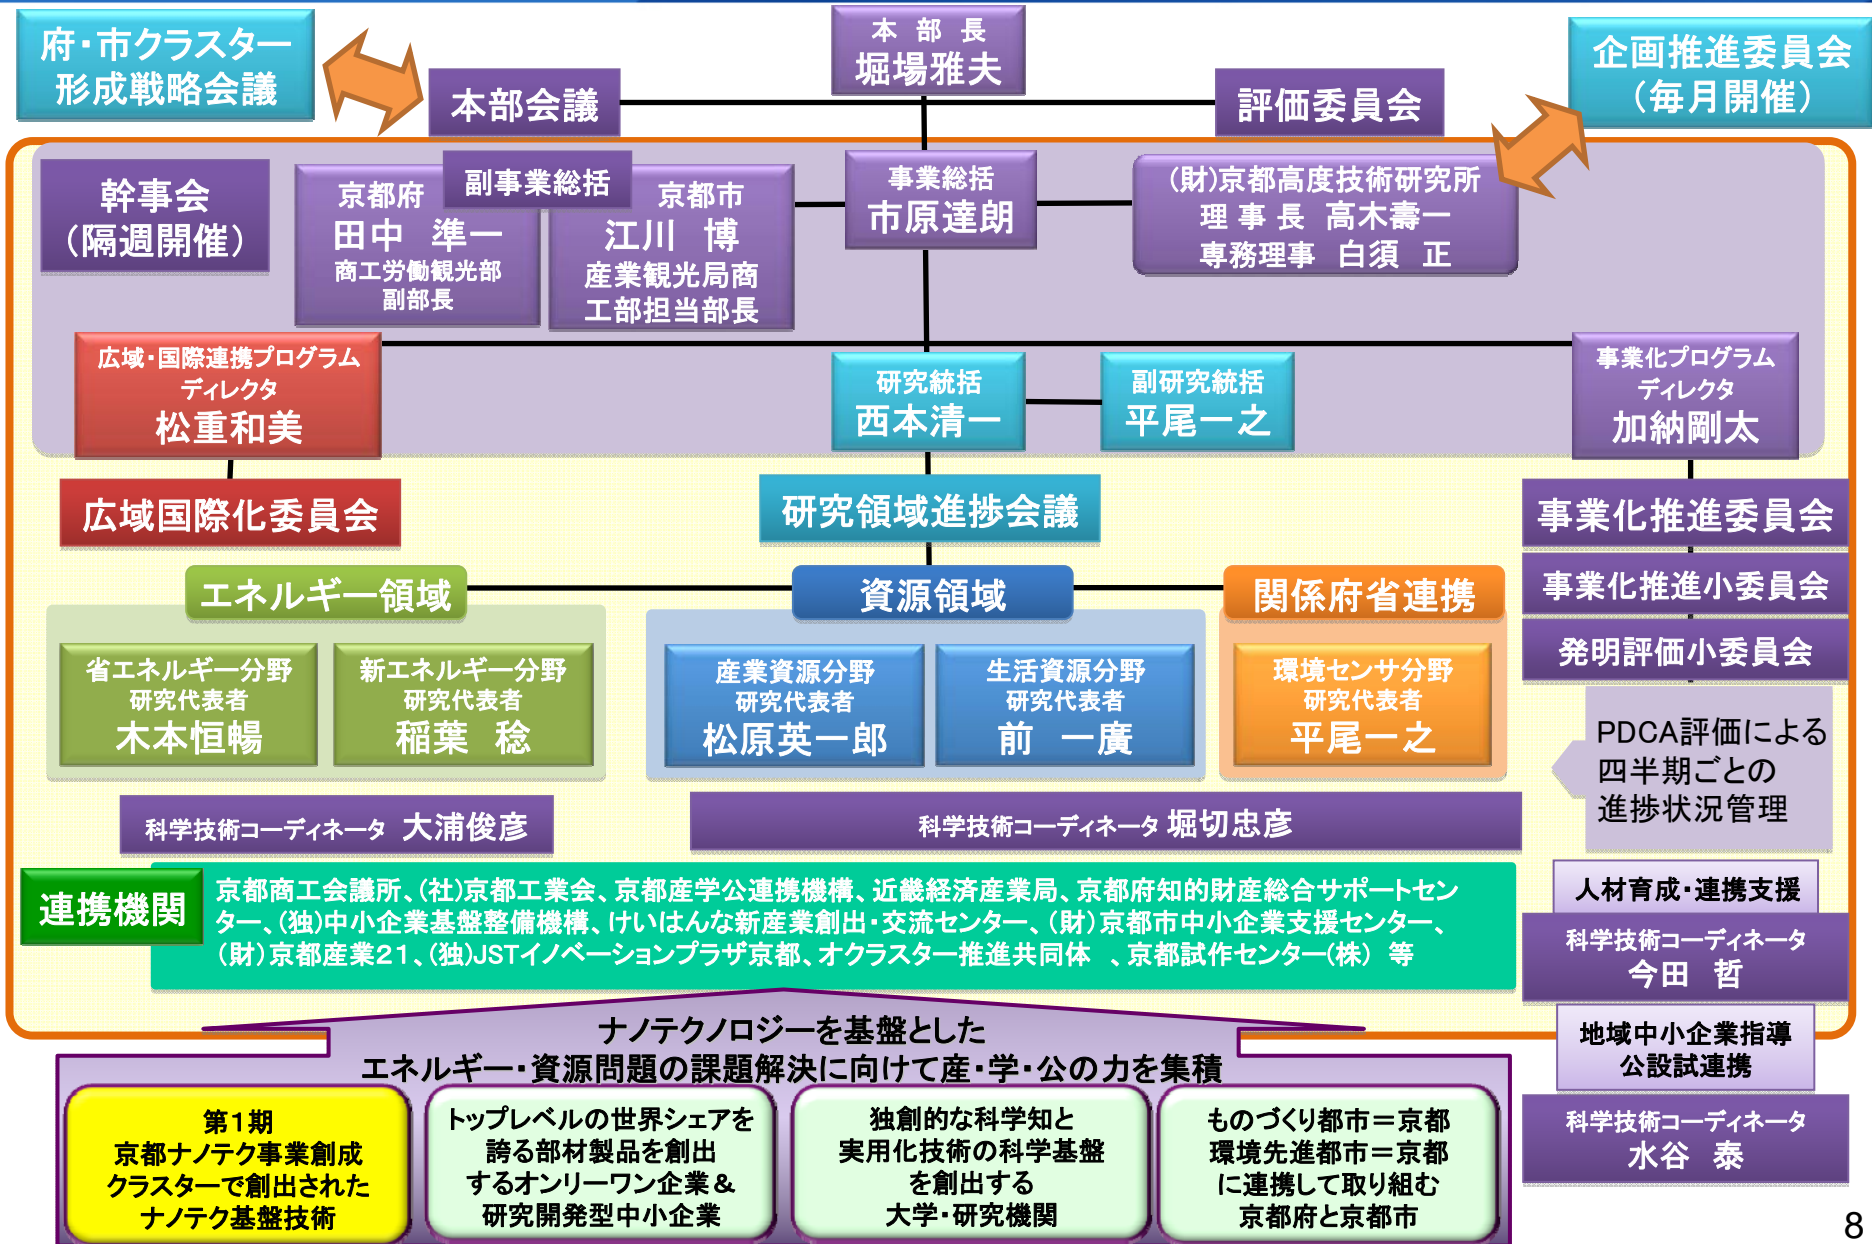 府・市クラスター
形成戦略会議
本 部 長
堀場雅夫
企画推進委員会
（毎月開催）
本部会議
評価委員会
幹事会
（隔週開催）
副事業総括
京都府
田中 準一
商工労働観光部
副部長
京都市
江川 博
産業観光局商
工部担当部長
事業総括
市原達朗
(財)京都高度技術研究所
理 事 長 高木壽一
専務理事 白須 正
広域・国際連携プログラム
ディレクタ
松重和美
研究統括
西本清一
副研究統括
平尾一之
事業化プログラム
ディレクタ
加納剛太
広域国際化委員会
研究領域進捗会議
事業化推進委員会
事業化推進小委員会
発明評価小委員会
エネルギー領域
資源領域
関係府省連携
省エネルギー分野
研究代表者
木本恒暢
新エネルギー分野
研究代表者
稲葉 稔
産業資源分野
研究代表者
松原英一郎
生活資源分野
研究代表者
前 一廣
環境センサ分野
研究代表者
平尾一之
PDCA評価による
四半期ごとの
進捗状況管理
科学技術コーディネータ 大浦俊彦
科学技術コーディネータ 堀切忠彦
連携機関
京都商工会議所、(社)京都工業会、京都産学公連携機構、近畿経済産業局、京都府知的財産総合サポートセン
ター、(独)中小企業基盤整備機構、けいはんな新産業創出・交流センター、(財)京都市中小企業支援センター、
(財)京都産業21、(独)JSTイノベーションプラザ京都、オクラスター推進共同体 、京都試作センター(株) 等
人材育成・連携支援
科学技術コーディネータ
今田 哲
地域中小企業指導
公設試連携
科学技術コーディネータ
水谷 泰
ナノテクノロジーを基盤とした
エネルギー・資源問題の課題解決に向けて産・学・公の力を集積
第1期
京都ナノテク事業創成
クラスターで創出された
ナノテク基盤技術
トップレベルの世界シェアを
誇る部材製品を創出
するオンリーワン企業＆
研究開発型中小企業
独創的な科学知と
実用化技術の科学基盤
を創出する
大学・研究機関
ものづくり都市＝京都
環境先進都市＝京都
に連携して取り組む
京都府と京都市
8